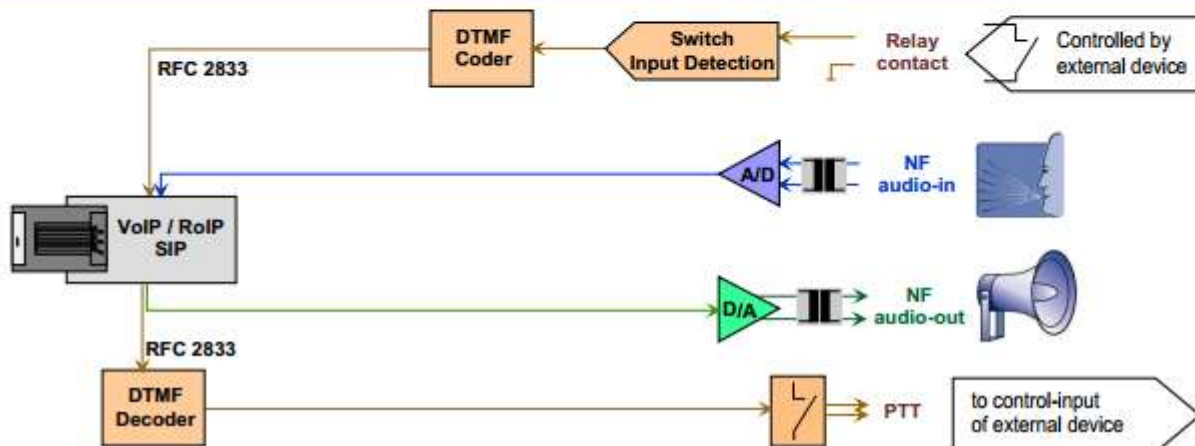 DTMF
Coder
Switch
Input Detection
Relay
contact
Controlled by
external device
RFC 2833
A/D
NF
audio-in
VoIP / RoIP
SIP
D/A
NF
audio-out
RFC 2833
DTMF
Decoder
PTT
to control-input
of external device